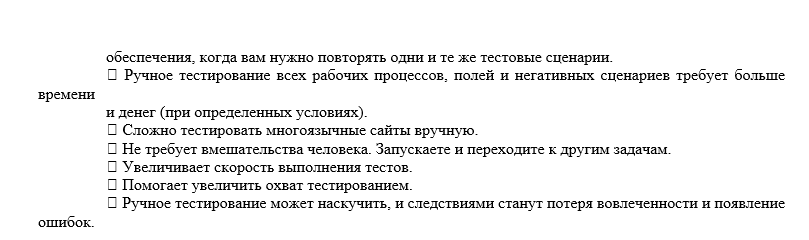 обеспечения, когда вам нужно повторять одни и те же тестовые сценарии.
 Ручное тестирование всех рабочих процессов, полей и негативных сценариев требует больше
времени
и денег (при определенных условиях).
 Сложно тестировать многоязычные сайты вручную.
 Не требует вмешательства человека. Запускаете и переходите к другим задачам.
 Увеличивает скорость выполнения тестов.
 Помогает увеличить охват тестированием.
 Ручное тестирование может наскучить, и следствиями станут потеря вовлеченности и появление
ошибок.